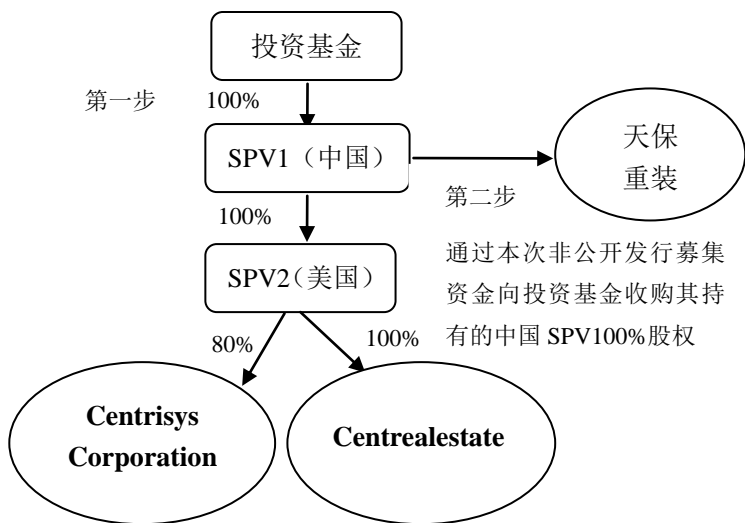 投资基金
第一步
100%
天保
重装
SPV1（中国）
第二步
100%
SPV2（美国）
通过本次非公开发行募集
资金向投资基金收购其持
有的中国 SPV100%股权
80%
100%
Centrisys
Corporation
Centrealestate